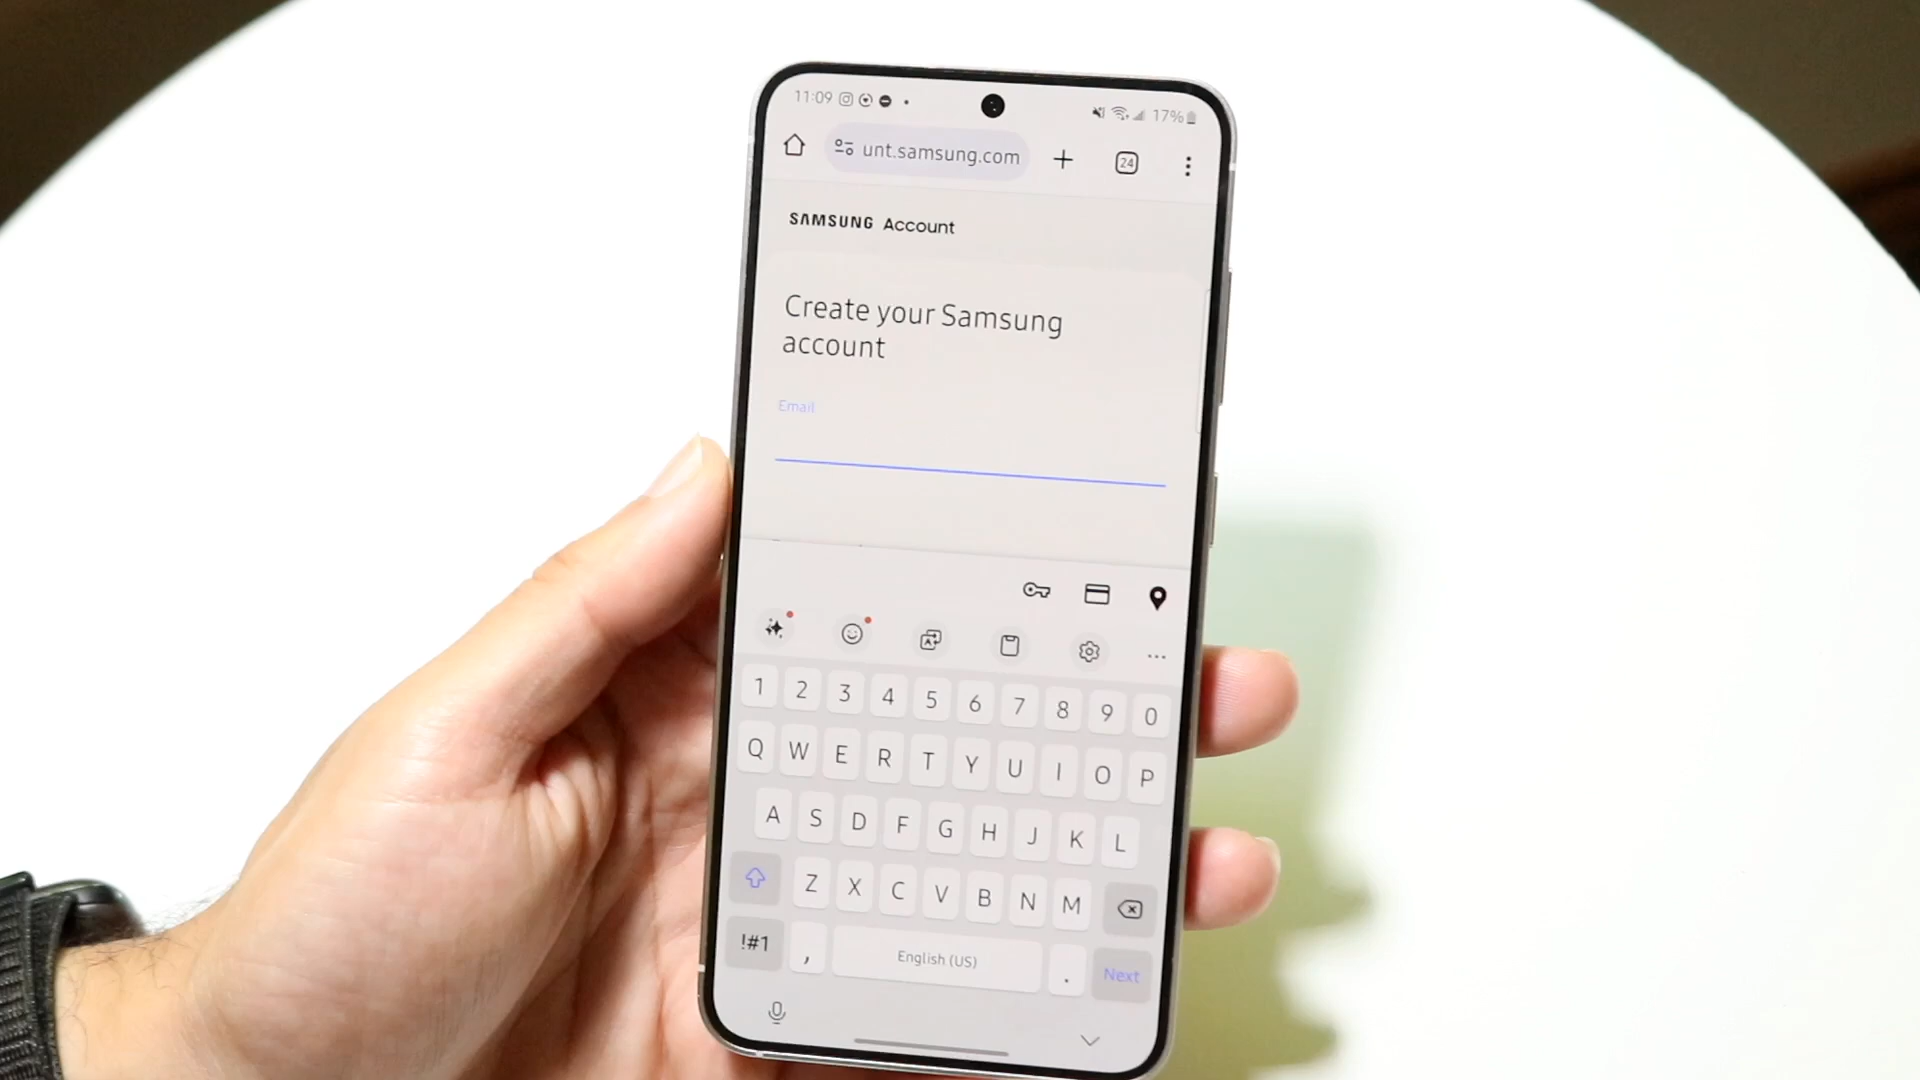 11:09 17%
unt.samsung.com 24
SAMSUNG Account
Create your Samsung
account
Email
1 2 3 4 5 6 7 8 9 0
Q W E R T Y U I O P
A S D F G H J K L
Z X C V B N M
!#1 , English (US) . Next